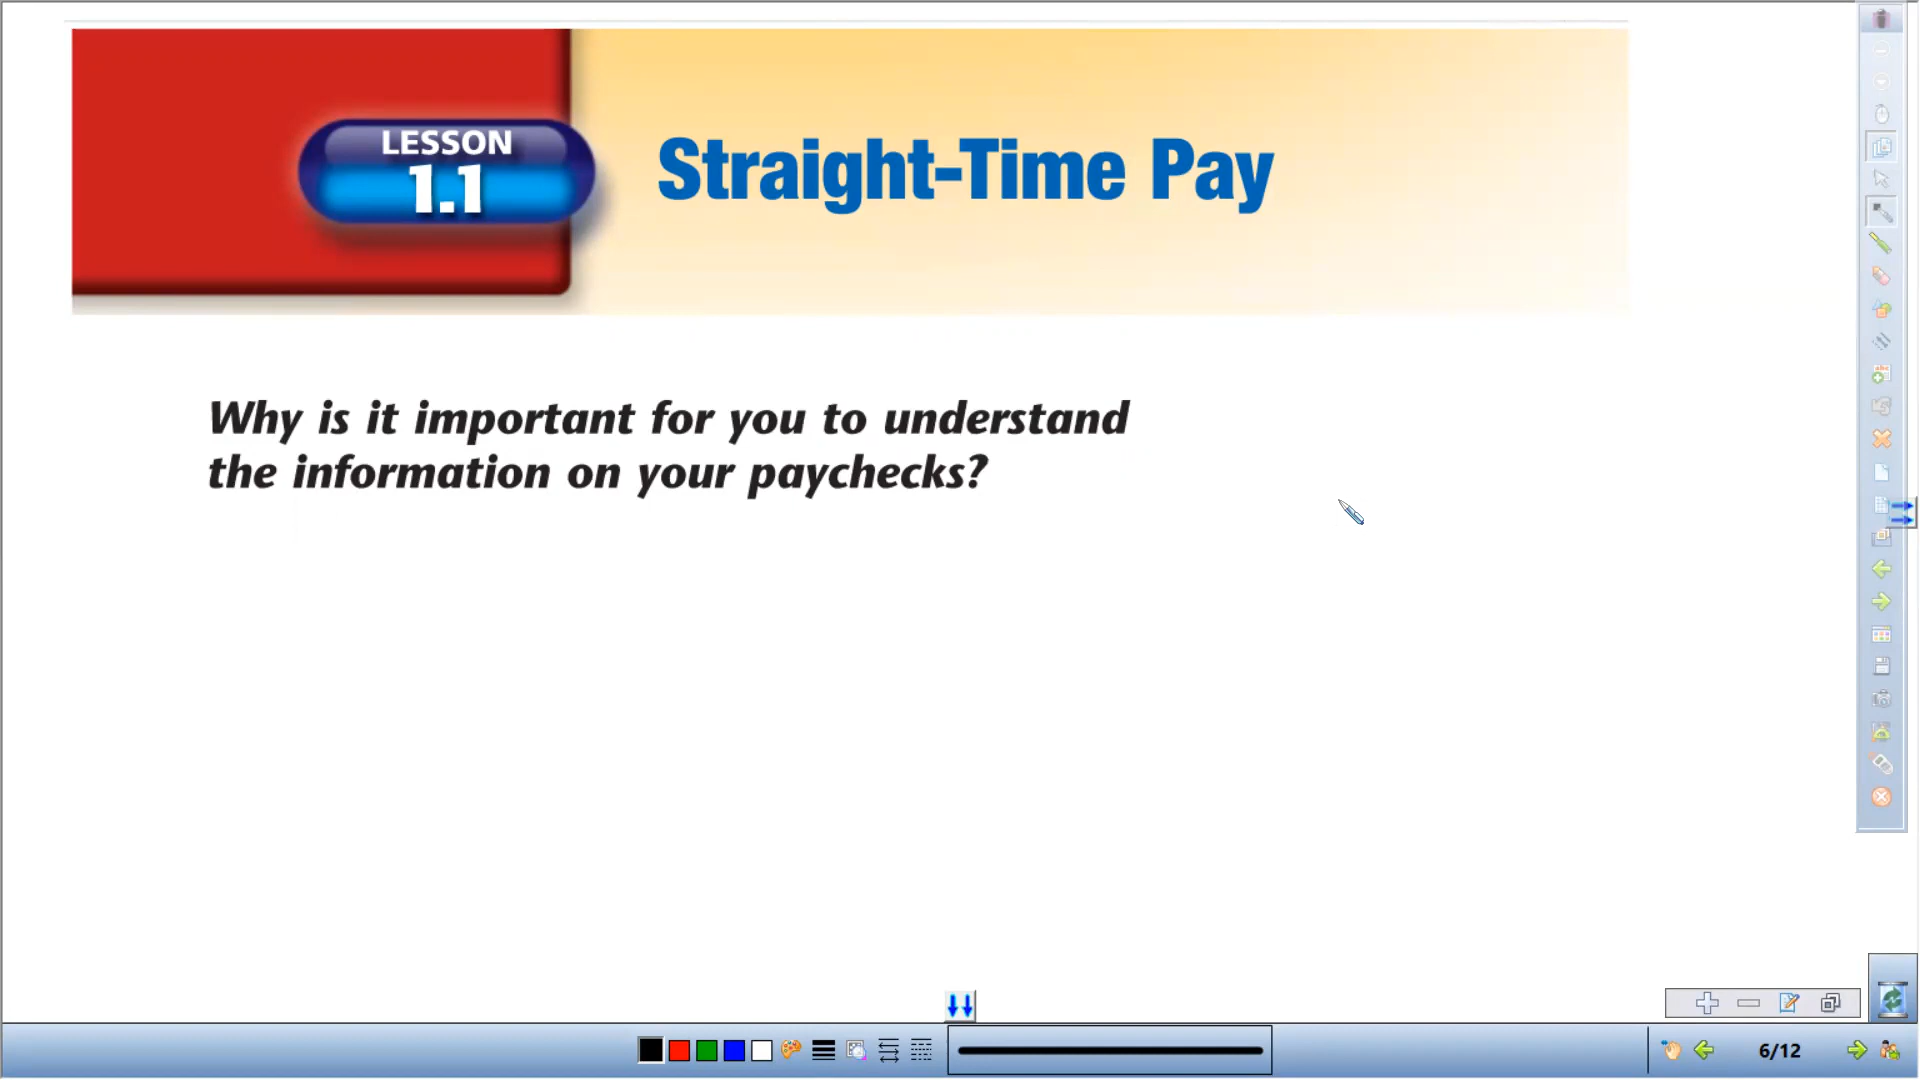 LESSON
1.1
Straight-Time Pay
Why is it important for you to understand
the information on your paychecks?
6/12